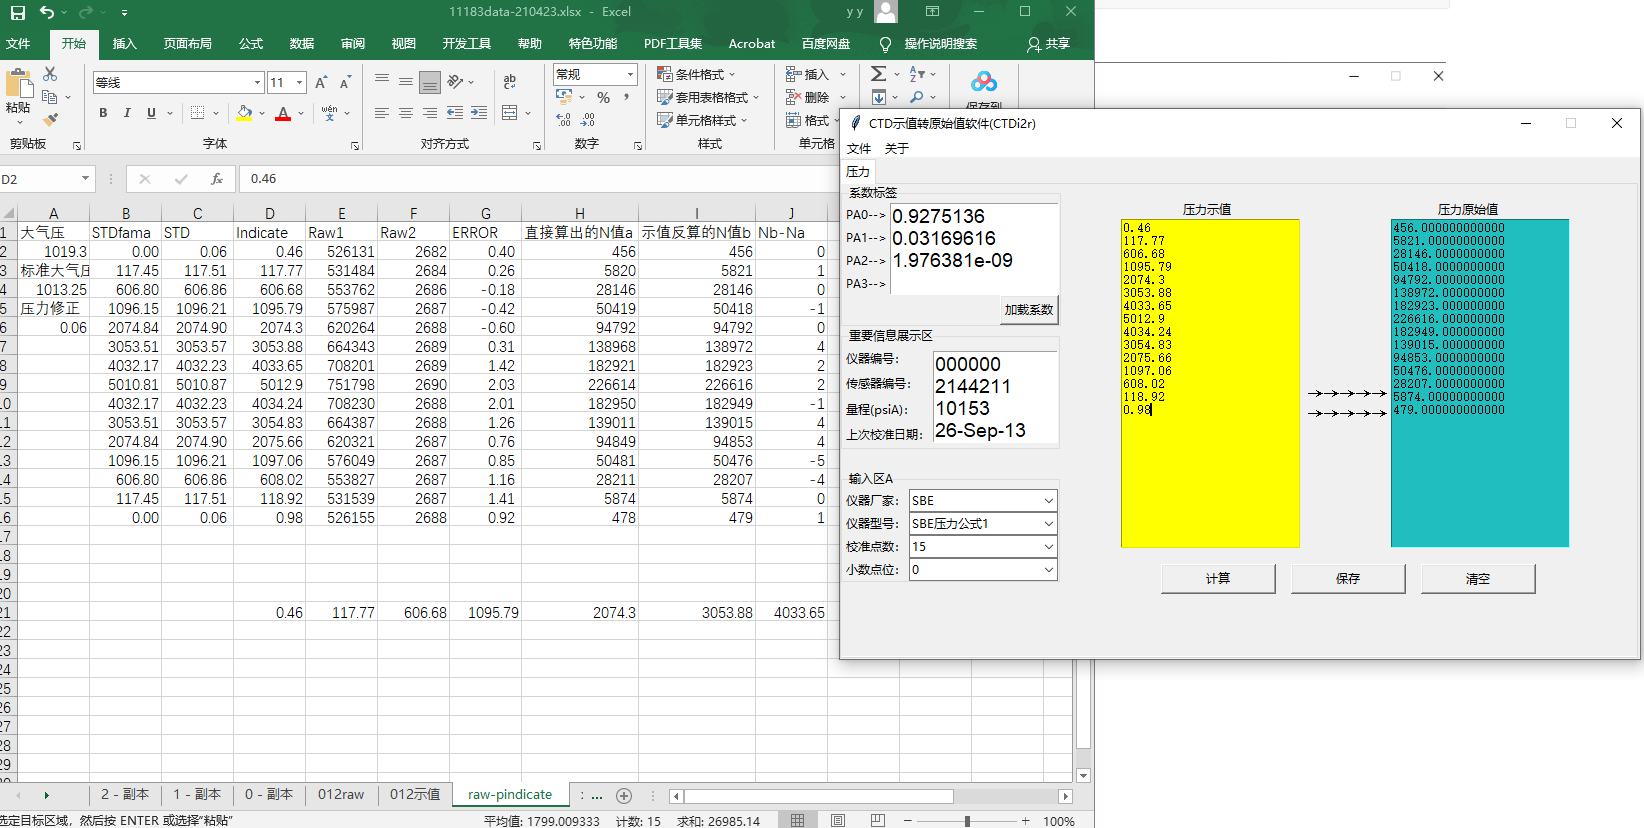 11183data-210423.xlsx - Excel
y y
文件 开始 插入 页面布局 公式 数据 审阅 视图 开发工具 帮助 特色功能 PDF工具集 Acrobat 百度网盘 操作说明搜索 共享
粘贴
等线 11
B I U
wén
ab
常规
%
条件格式
套用表格格式
单元格样式
插入
删除
格式
剪贴板 字体 对齐方式 数字 样式 单元格
D2 fx 0.46
A B C D E F G H I J
1 大气压 STDfama STD Indicate Raw1 Raw2 ERROR 直接算出的N值a 示值反算的N值b Nb-Na
2 1019.3 0.00 0.06 0.46 526131 2682 0.40 456 456 0
3 标准大气压 117.45 117.51 117.77 531484 2684 0.26 5820 5821 1
4 1013.25 606.80 606.86 606.68 553762 2686 -0.18 28146 28146 0
5 压力修正 1096.15 1096.21 1095.79 575987 2687 -0.42 50419 50418 -1
6 0.06 2074.84 2074.90 2074.3 620264 2688 -0.60 94792 94792 0
7 3053.51 3053.57 3053.88 664343 2689 0.31 138968 138972 4
8 4032.17 4032.23 4033.65 708201 2689 1.42 182921 182923 2
9 5010.81 5010.87 5012.9 751798 2690 2.03 226614 226616 2
10 4032.17 4032.23 4034.24 708230 2688 2.01 182950 182949 -1
11 3053.51 3053.57 3054.83 664387 2688 1.26 139011 139015 4
12 2074.84 2074.90 2075.66 620321 2687 0.76 94849 94853 4
13 1096.15 1096.21 1097.06 576049 2687 0.85 50481 50476 -5
14 606.80 606.86 608.02 553827 2687 1.16 28211 28207 -4
15 117.45 117.51 118.92 531539 2687 1.41 5874 5874 0
16 0.00 0.06 0.98 526155 2688 0.92 478 479 1
17
18
19
20
21 0.46 117.77 606.68 1095.79 2074.3 3053.88 4033.65
22
23
24
25
26
27
28
29
2 - 副本 1 - 副本 0 - 副本 012raw 012示值 raw-pindicate : ...
选定目标区域，然后按 ENTER 或选择"粘贴"
平均值: 1799.009333 计数: 15 求和: 26985.14
100%
CTD示值转原始值软件(CTDi2r)
文件 关于
压力
系数标签
PA0--> 0.9275136
PA1--> 0.03169616
PA2--> 1.976381e-09
PA3-->
加载系数
重要信息展示区
仪器编号: 000000
传感器编号: 2144211
量程(psiA): 10153
上次校准日期: 26-Sep-13
输入区A
仪器厂家: SBE
仪器型号: SBE压力公式1
校准点数: 15
小数点位: 0
压力示值
0.46
117.77
606.68
1095.79
2074.3
3053.88
4033.65
5012.9
4034.24
3054.83
2075.66
1097.06
608.02
118.92
0.98
压力原始值
456.000000000000
5821.0000000000
28146.0000000000
50418.0000000000
94792.0000000000
138972.0000000000
182923.0000000000
226616.0000000000
182949.0000000000
139015.0000000000
94853.0000000000
50476.0000000000
28207.0000000000
5874.0000000000
479.000000000000
计算 保存 清空